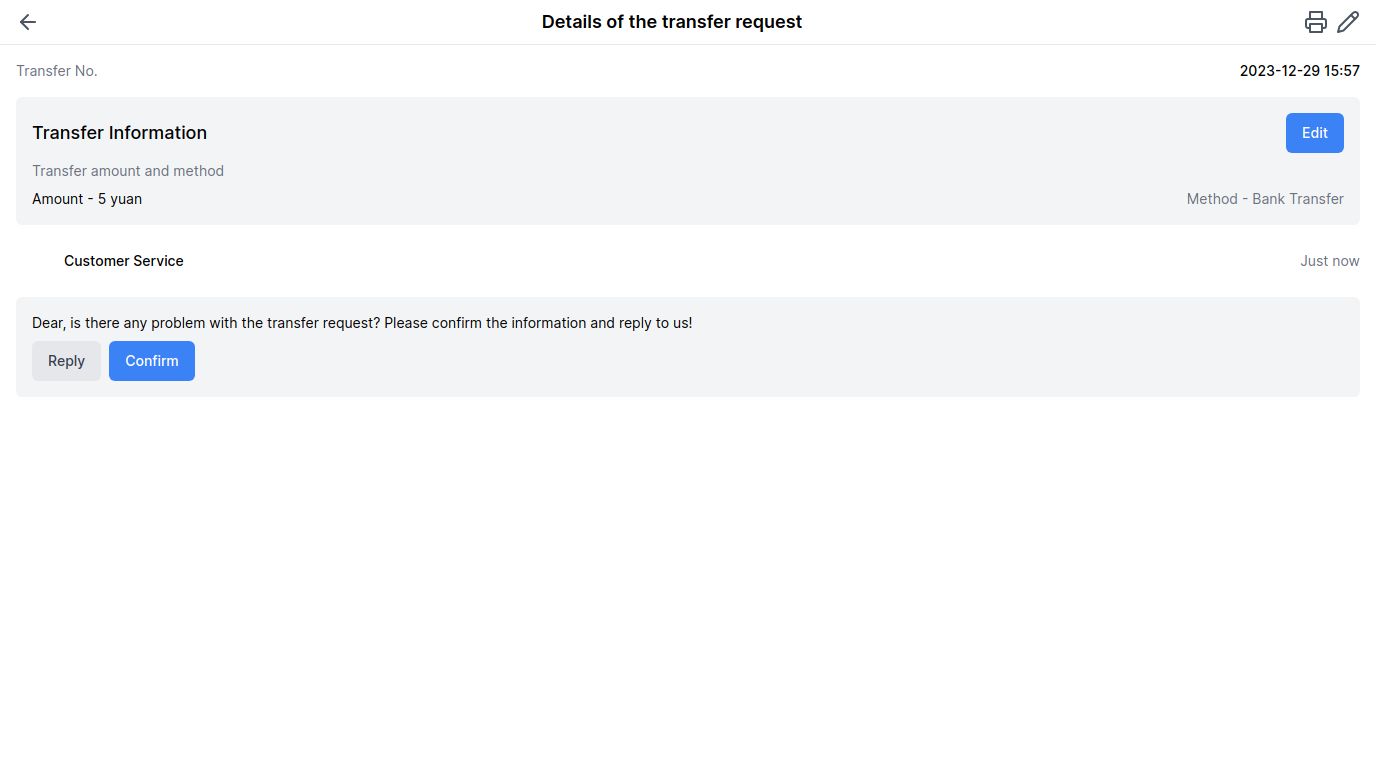 Details of the transfer request
Transfer No. 2023-12-29 15:57
Transfer Information Edit
Transfer amount and method
Amount - 5 yuan Method - Bank Transfer
Customer Service Just now
Dear, is there any problem with the transfer request? Please confirm the information and reply to us!
Reply Confirm